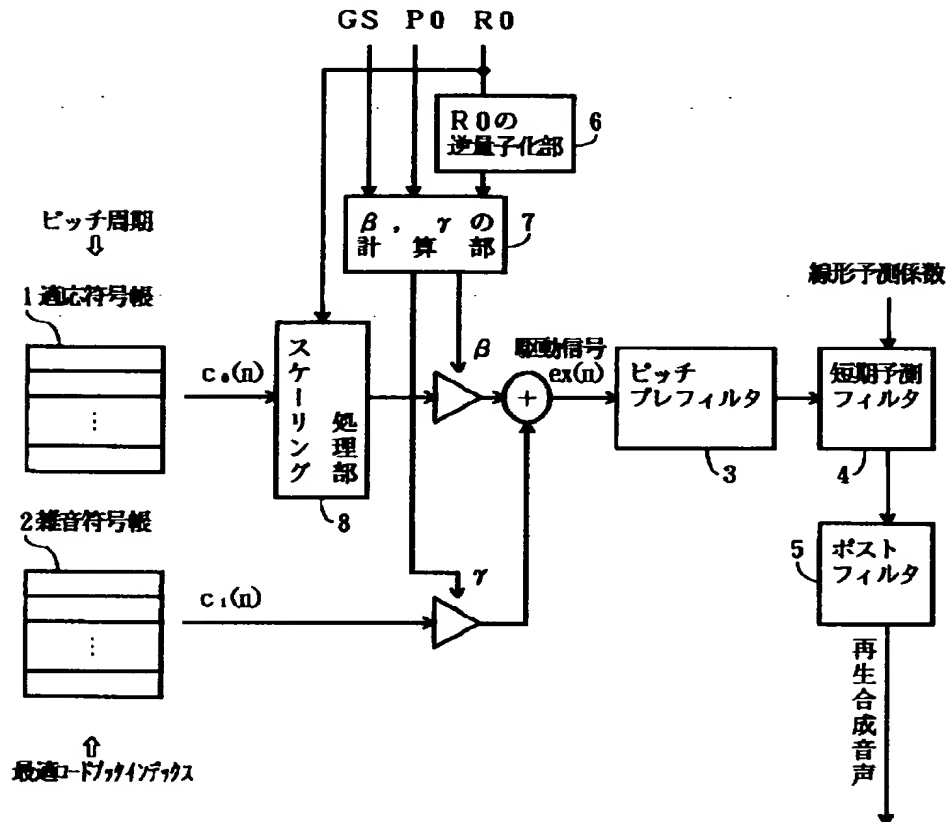 GS P0 R0
R0の
逆量子化部
6
β，γの
計算部
7
ピッチ周期
⇩
1適応符号帳
c₀(n)
スケーリング
処理部
8
β
駆動信号
ex(n)
+
ピッチ
プレフィルタ
3
線形予測係数
短期予測
フィルタ
4
2雑音符号帳
c₁(n)
γ
5
ポスト
フィルタ
再生合成音声
⇧
最適コードブックインデックス